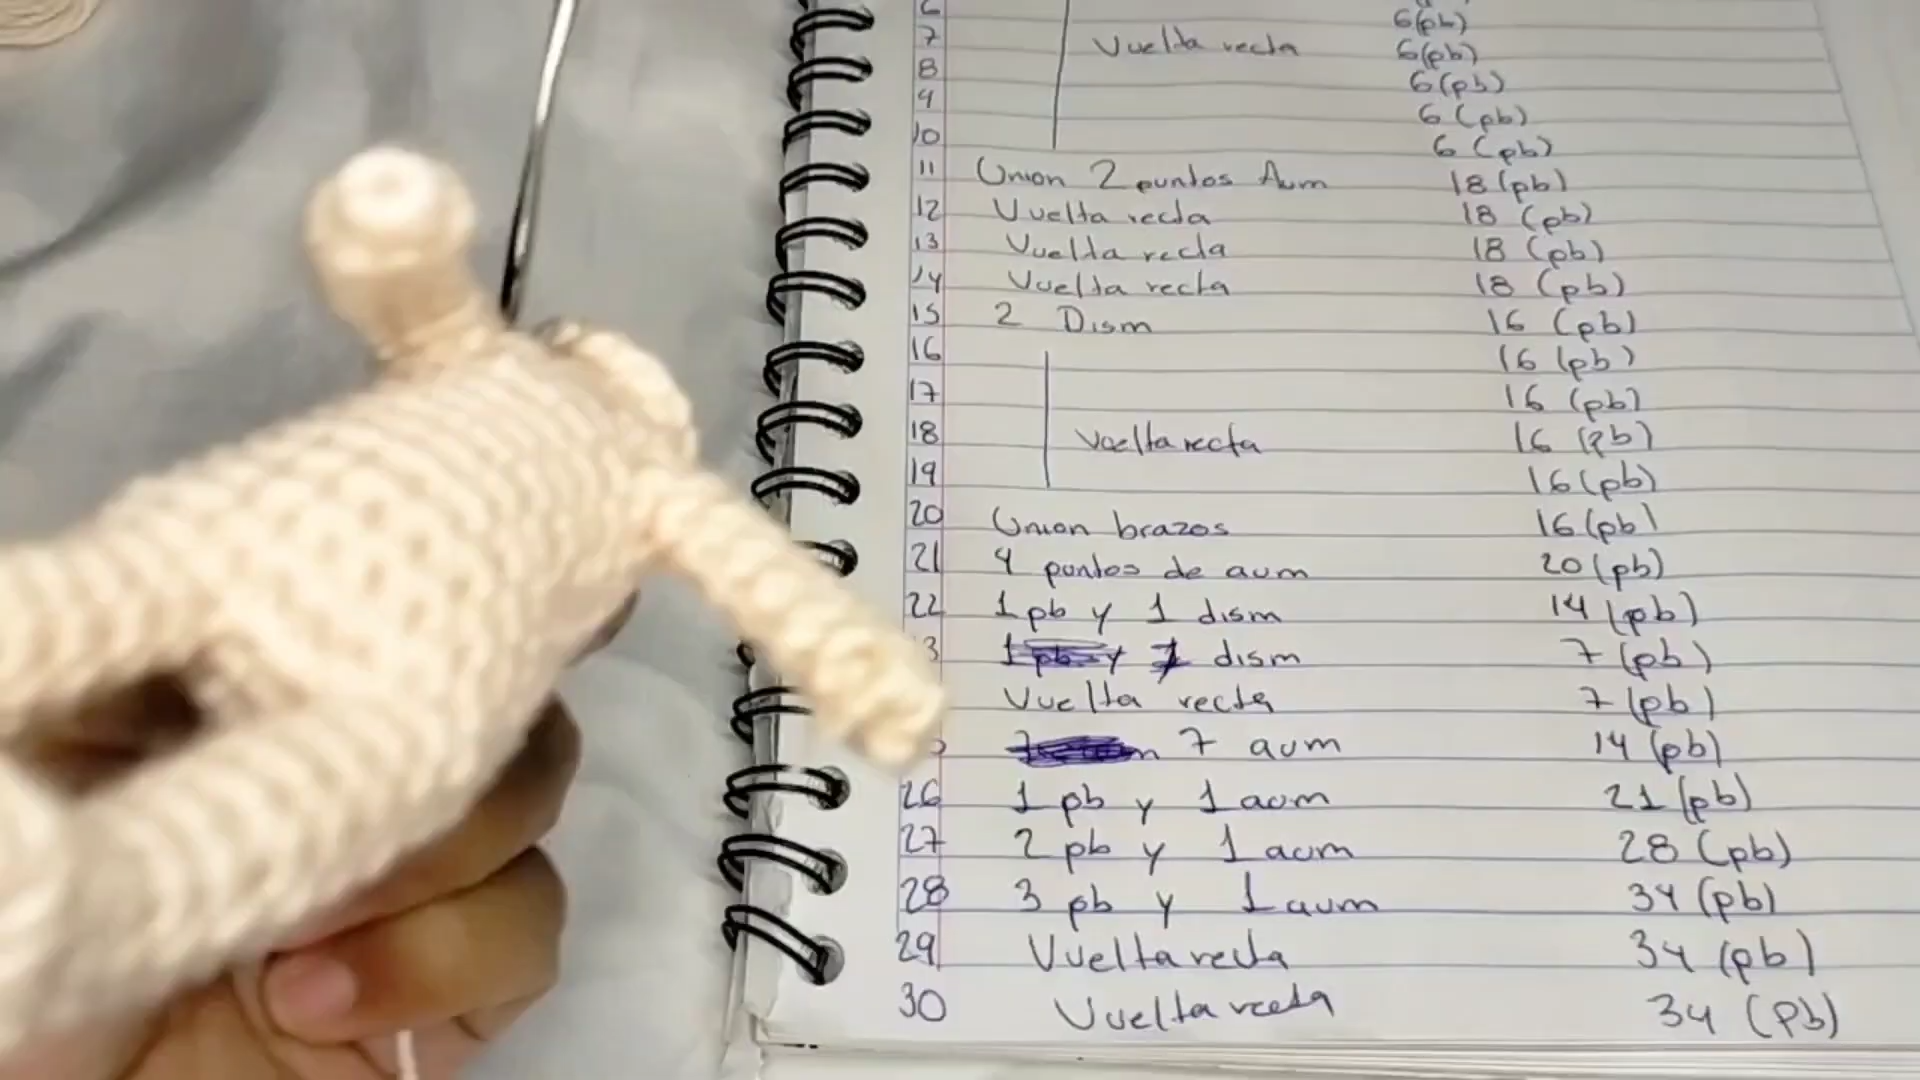 6 6(pb)
7 Vuelta recta 6(pb)
8 6(pb)
9 6 (pb)
10 6 (pb)
11 Union 2 puntos Aum 18 (pb)
12 Vuelta recta 18 (pb)
13 Vuelta recta 18 (pb)
14 Vuelta recta 18 (pb)
15 2 Dism 16 (pb)
16 16 (pb)
17 16 (pb)
18 Vuelta recta 16 (pb)
19 16 (pb)
20 Union brazos 16 (pb)
21 4 puntos de aum 20 (pb)
22 1 pb y 1 dism 14 (pb)
3 1 dism 7 (pb)
Vuelta recta 7 (pb)
7 aum 14 (pb)
26 1 pb y 1 aum 21 (pb)
27 2 pb y 1 aum 28 (pb)
28 3 pb y 1 aum 34 (pb)
29 Vuelta recta 34 (pb)
30 Vuelta recta 34 (pb)